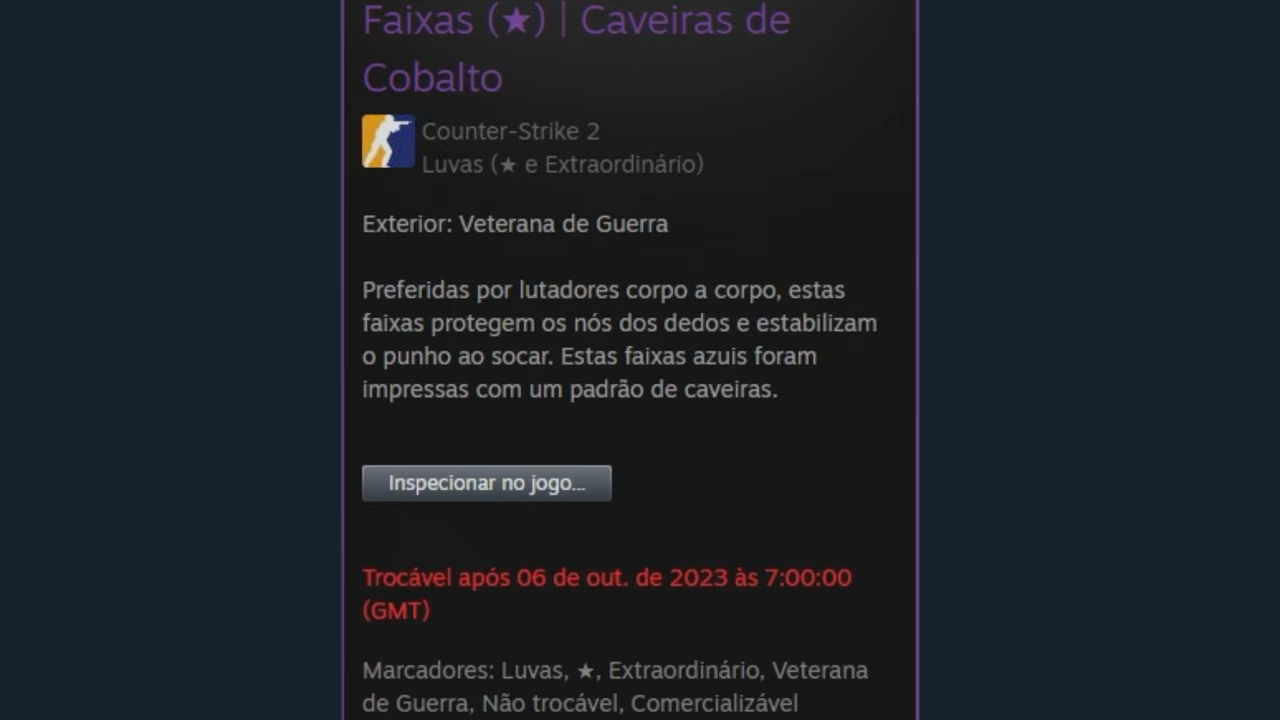 Faixas (★) | Caveiras de
Cobalto
Counter-Strike 2
Luvas (★ e Extraordinário)
Exterior: Veterana de Guerra
Preferidas por lutadores corpo a corpo, estas
faixas protegem os nós dos dedos e estabilizam
o punho ao socar. Estas faixas azuis foram
impressas com um padrão de caveiras.
Inspecionar no jogo...
Trocável após 06 de out. de 2023 às 7:00:00
(GMT)
Marcadores: Luvas, ★, Extraordinário, Veterana
de Guerra, Não trocável, Comercializável